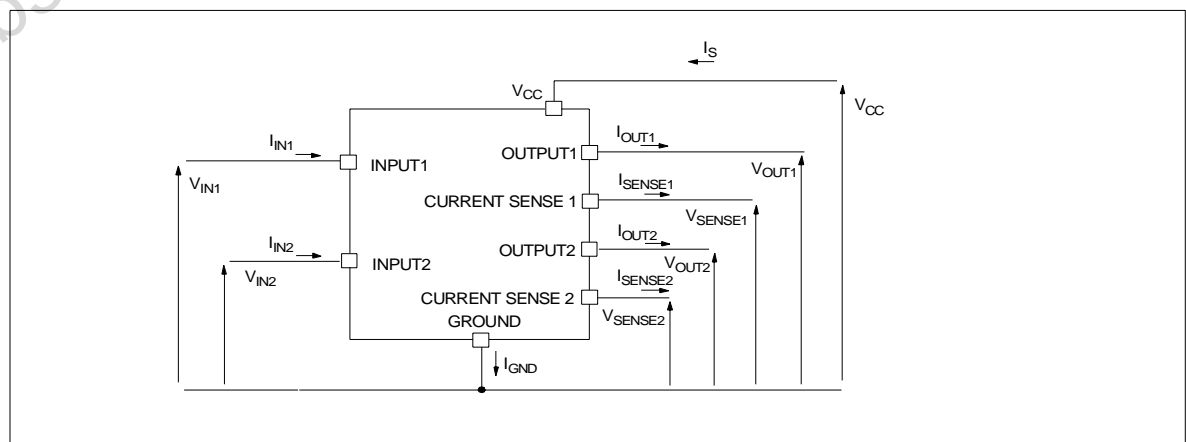 I_S
V_CC
V_CC
I_IN1
I_OUT1
INPUT1
OUTPUT1
V_OUT1
V_IN1
I_SENSE1
CURRENT SENSE 1
V_SENSE1
I_IN2
I_OUT2
INPUT2
OUTPUT2
V_OUT2
V_IN2
I_SENSE2
CURRENT SENSE 2
V_SENSE2
GROUND
I_GND